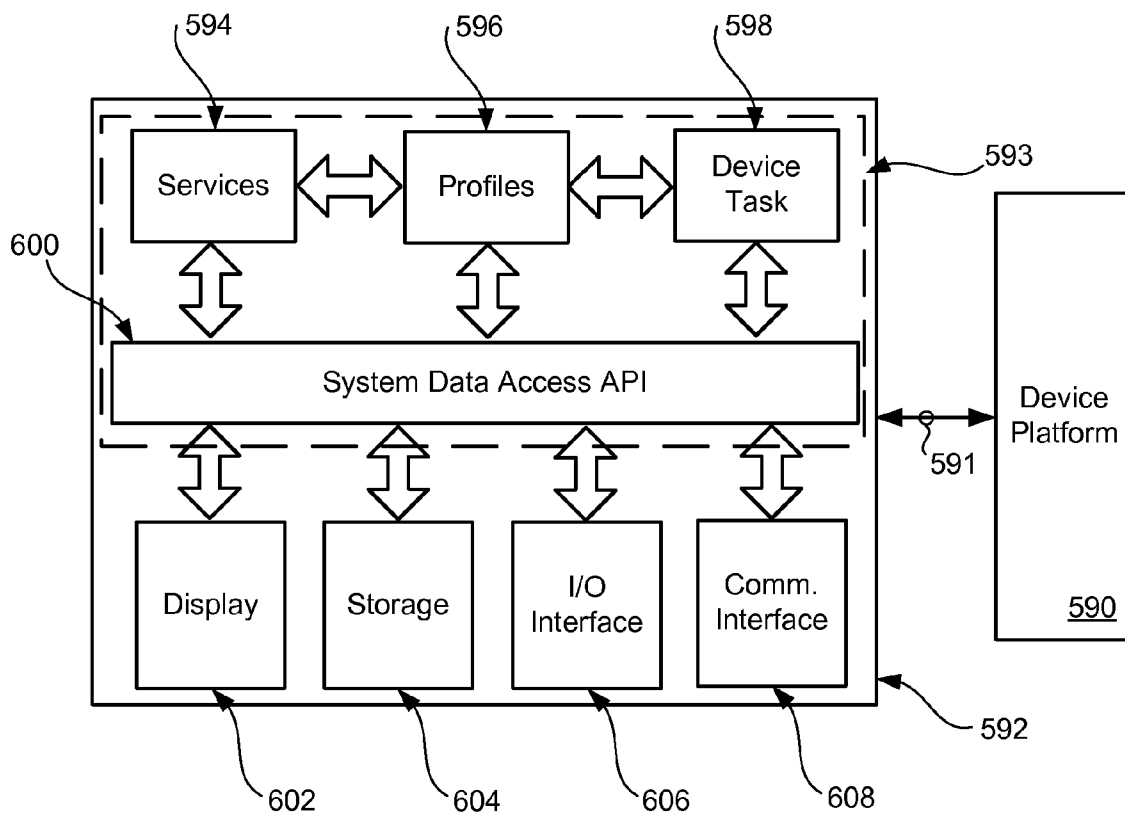 594
596
598
593
Services
Profiles
Device
Task
600
System Data Access API
Device
Platform
591
590
Display
Storage
I/O
Interface
Comm.
Interface
592
602
604
606
608